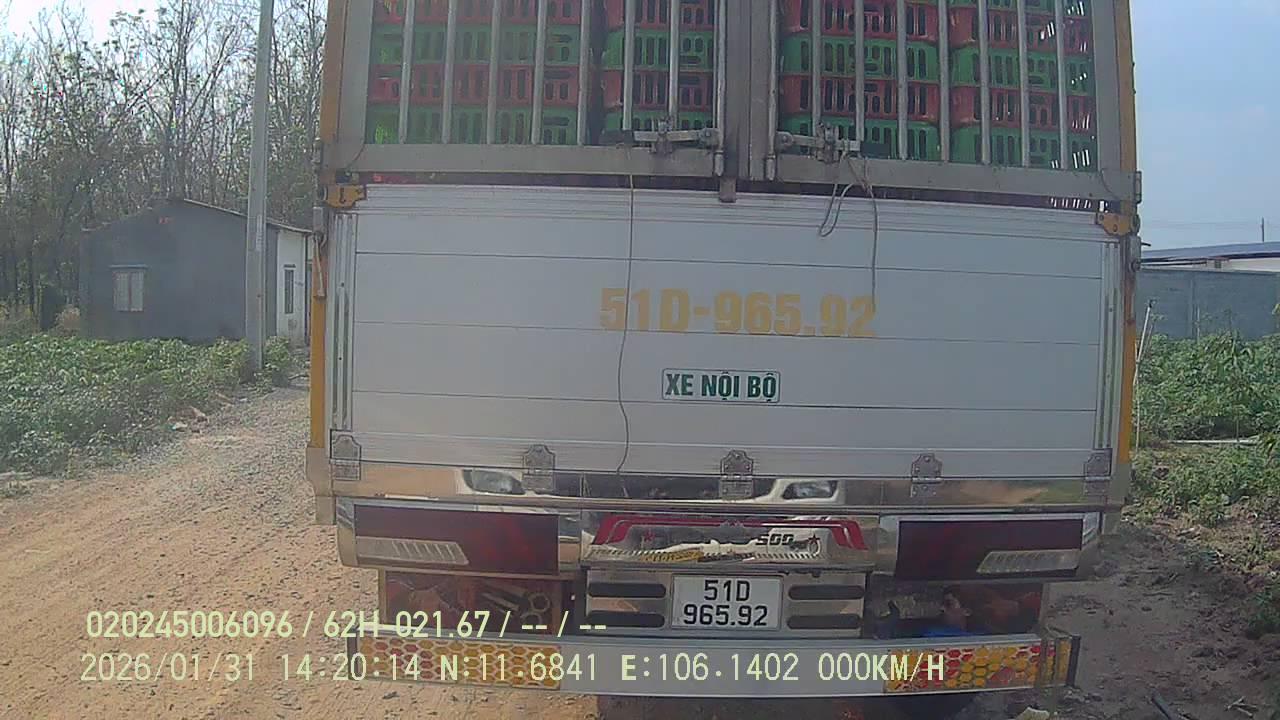 51D-965.92
XE NỘI BỘ
500
51D
965.92
020245006096 / 62H-021.67 / -- / --
2026/01/31 14:20:14 N:11.6841 E:106.1402 000KM/H